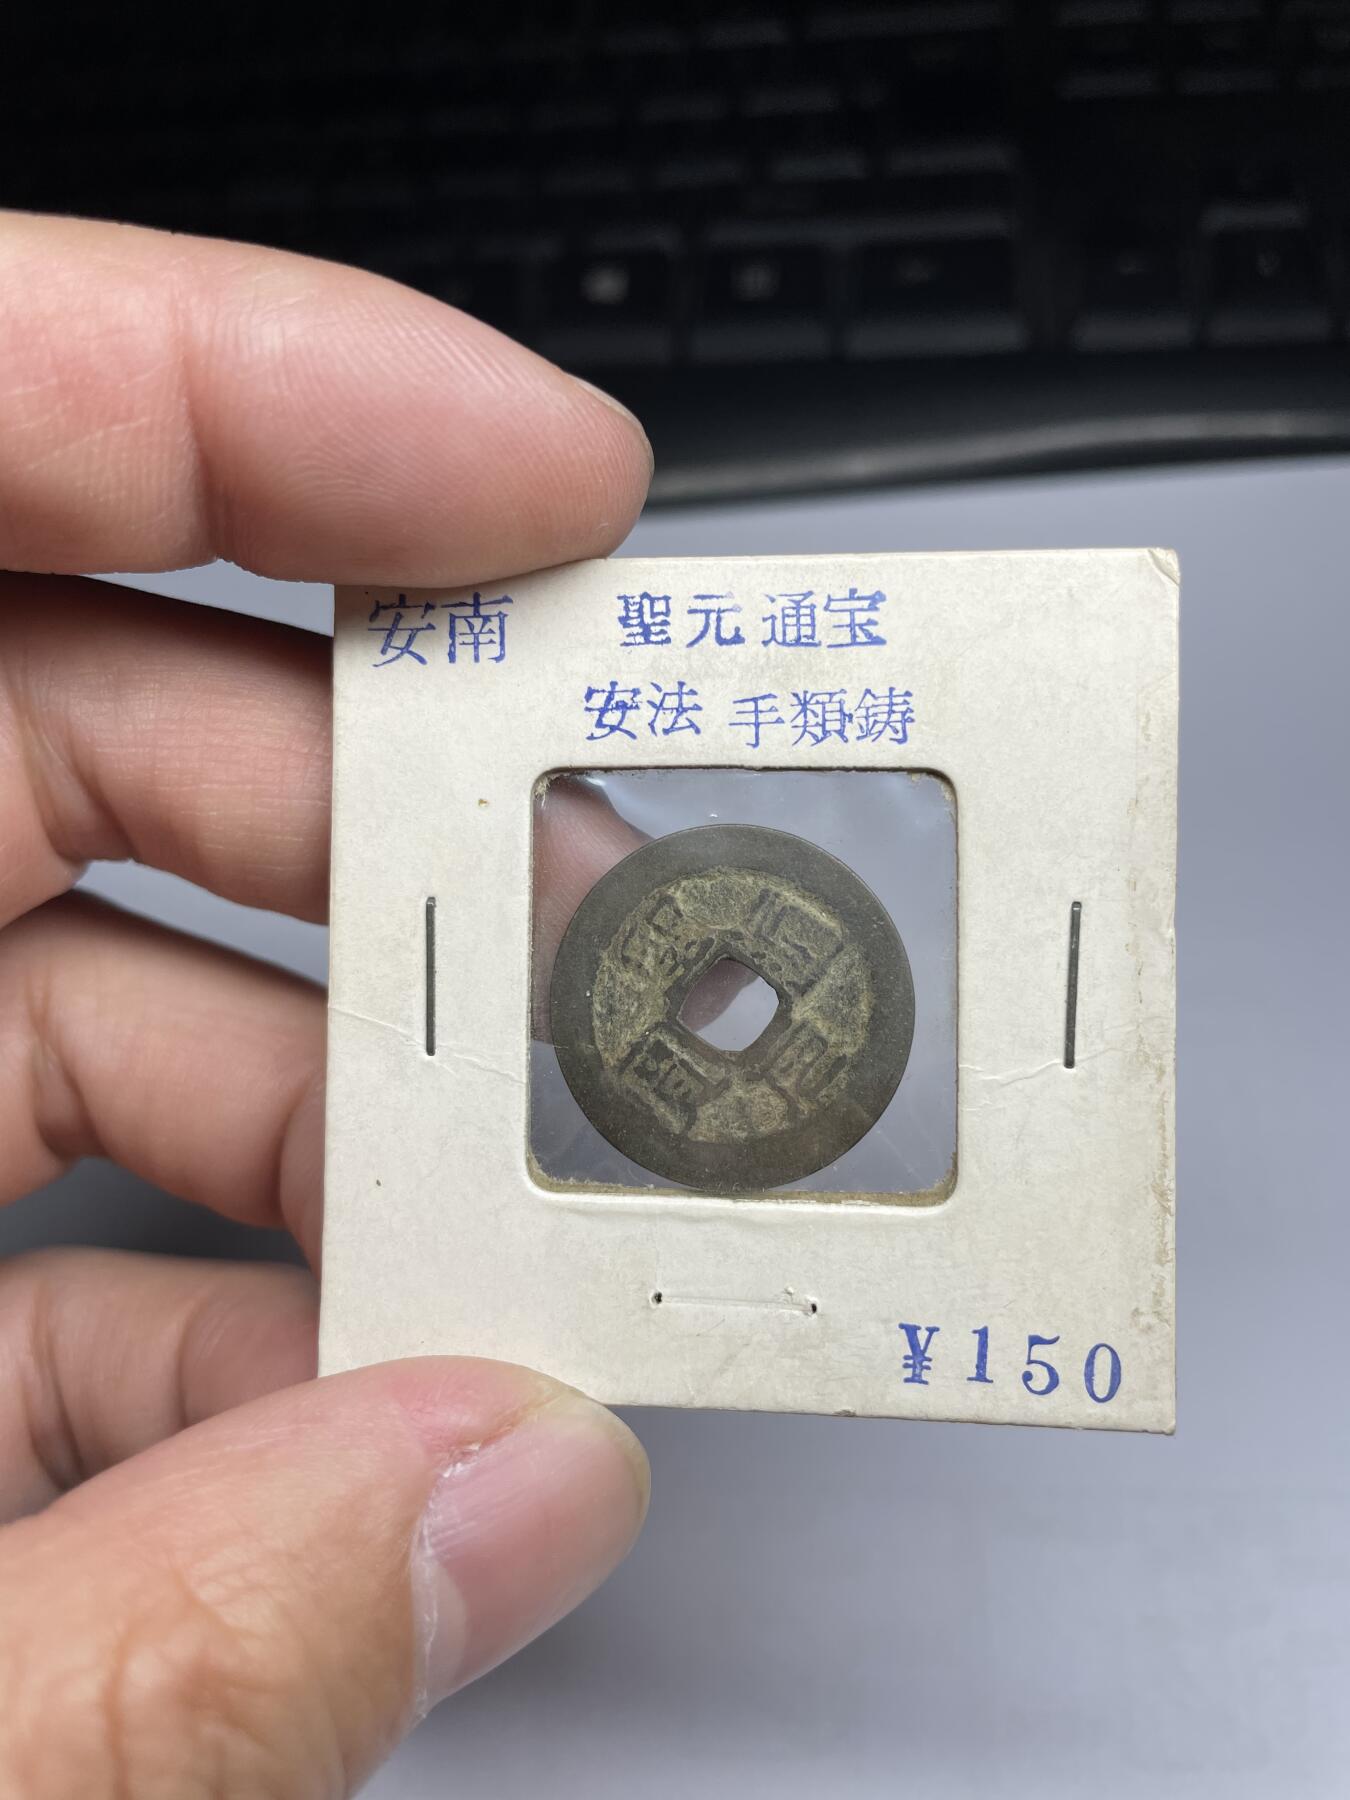 安南 聖元通宝
安法 手類鋳
¥150